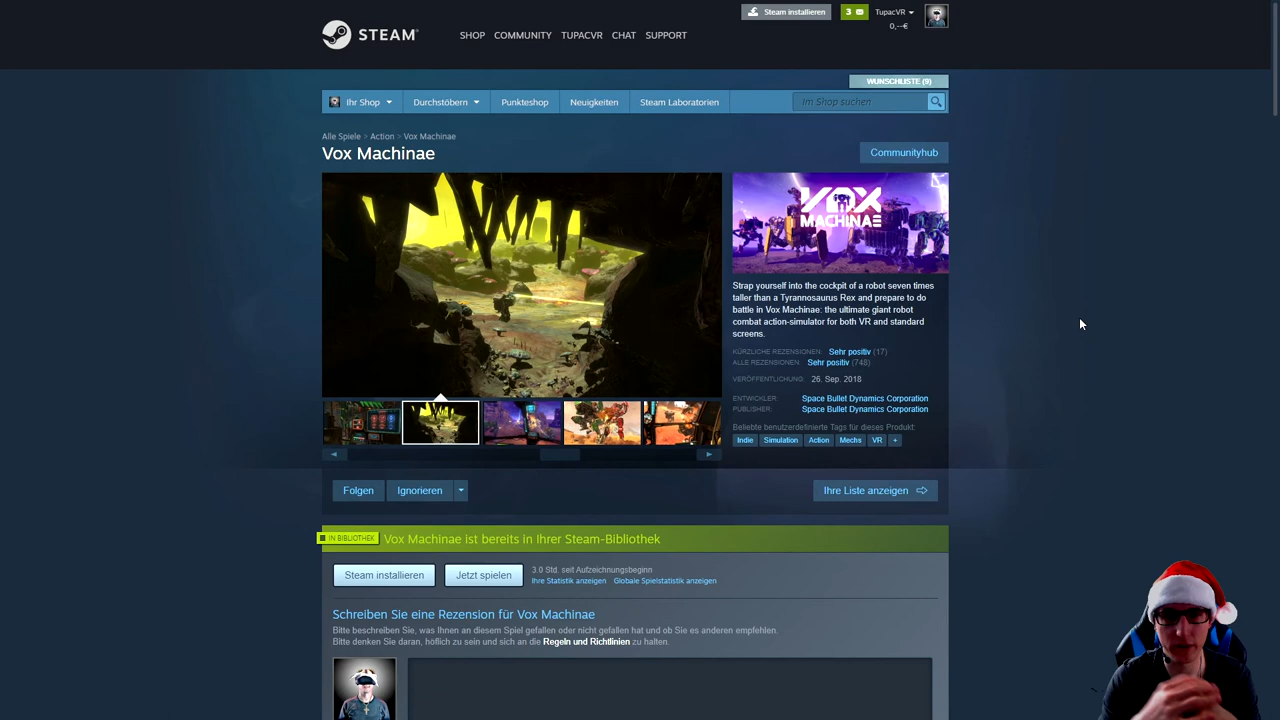 Steam installieren
3
TupacVR
0,--€
STEAM
SHOP COMMUNITY TUPACVR CHAT SUPPORT
WUNSCHLISTE (9)
Ihr Shop Durchstöbern Punkteshop Neuigkeiten Steam Laboratorien Im Shop suchen
Alle Spiele > Action > Vox Machinae
Vox Machinae
Communityhub
VOX
MACHINAE
Strap yourself into the cockpit of a robot seven times
taller than a Tyrannosaurus Rex and prepare to do
battle in Vox Machinae: the ultimate giant robot
combat action-simulator for both VR and standard
screens.
KÜRZLICHE REZENSIONEN: Sehr positiv (17)
ALLE REZENSIONEN: Sehr positiv (748)
VERÖFFENTLICHUNG: 26. Sep. 2018
ENTWICKLER: Space Bullet Dynamics Corporation
PUBLISHER: Space Bullet Dynamics Corporation
Beliebte benutzerdefinierte Tags für dieses Produkt:
Indie Simulation Action Mechs VR +
Folgen Ignorieren Ihre Liste anzeigen
IN BIBLIOTHEK Vox Machinae ist bereits in Ihrer Steam-Bibliothek
Steam installieren Jetzt spielen
3.0 Std. seit Aufzeichnungsbeginn
Ihre Statistik anzeigen Globale Spielstatistik anzeigen
Schreiben Sie eine Rezension für Vox Machinae
Bitte beschreiben Sie, was Ihnen an diesem Spiel gefallen oder nicht gefallen hat und ob Sie es anderen empfehlen.
Bitte denken Sie daran, höflich zu sein und sich an die Regeln und Richtlinien zu halten.